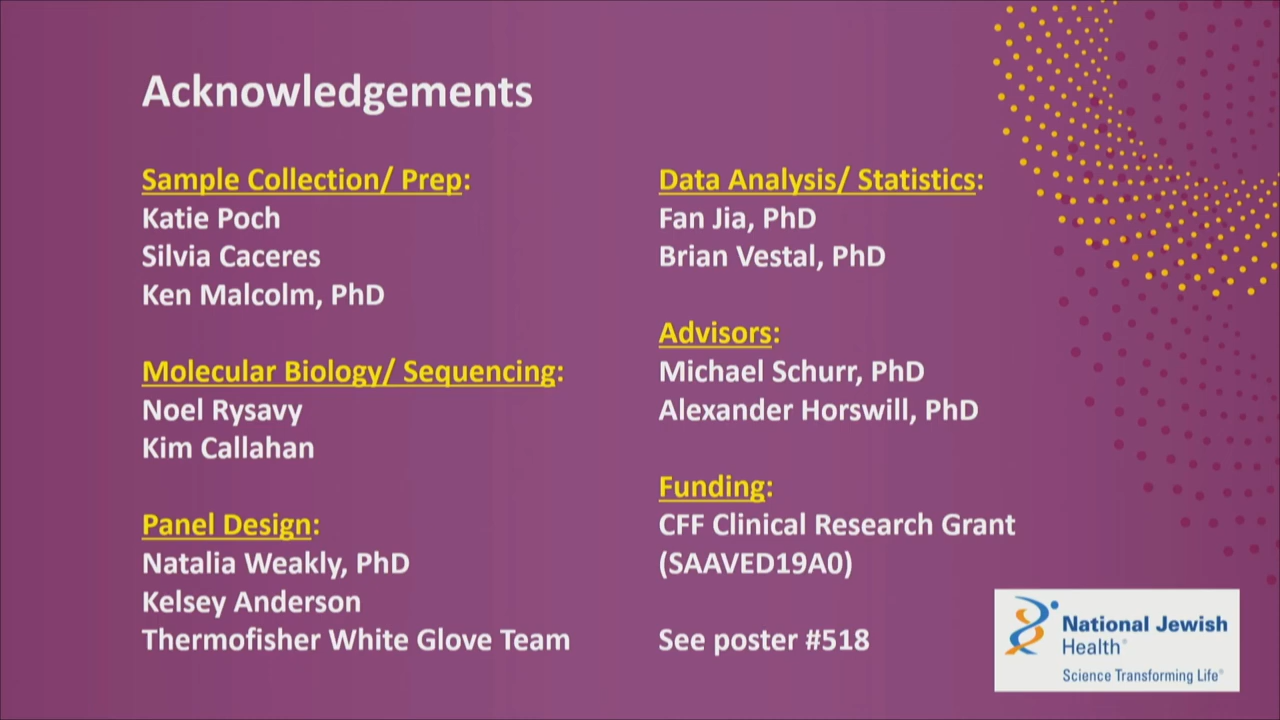 Acknowledgements
Sample Collection/ Prep:
Katie Poch
Silvia Caceres
Ken Malcolm, PhD
Molecular Biology/ Sequencing:
Noel Rysavy
Kim Callahan
Panel Design:
Natalia Weakly, PhD
Kelsey Anderson
Thermofisher White Glove Team
Data Analysis/ Statistics:
Fan Jia, PhD
Brian Vestal, PhD
Advisors:
Michael Schurr, PhD
Alexander Horswill, PhD
Funding:
CFF Clinical Research Grant
(SAAVED19A0)
See poster #518
National Jewish
Health®
Science Transforming Life®